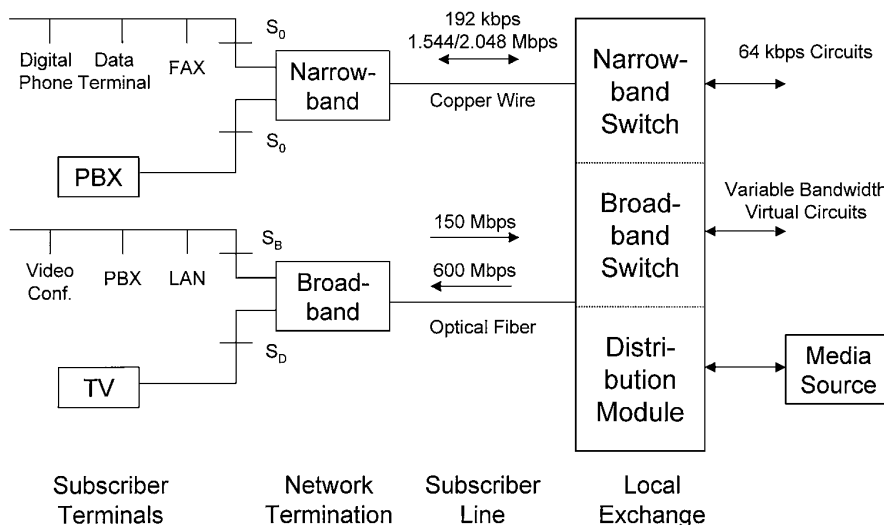 192 kbps
1.544/2.048 Mbps
Copper Wire
S0
Digital
Phone
Data
Terminal
FAX
Narrow-
band
S0
PBX
Narrow-
band
Switch
64 kbps Circuits
Broad-
band
Switch
Variable Bandwidth
Virtual Circuits
Distri-
bution
Module
Media
Source
SB
Video
Conf.
PBX
LAN
Broad-
band
150 Mbps
600 Mbps
Optical Fiber
SD
TV
Subscriber
Terminals
Network
Termination
Subscriber
Line
Local
Exchange